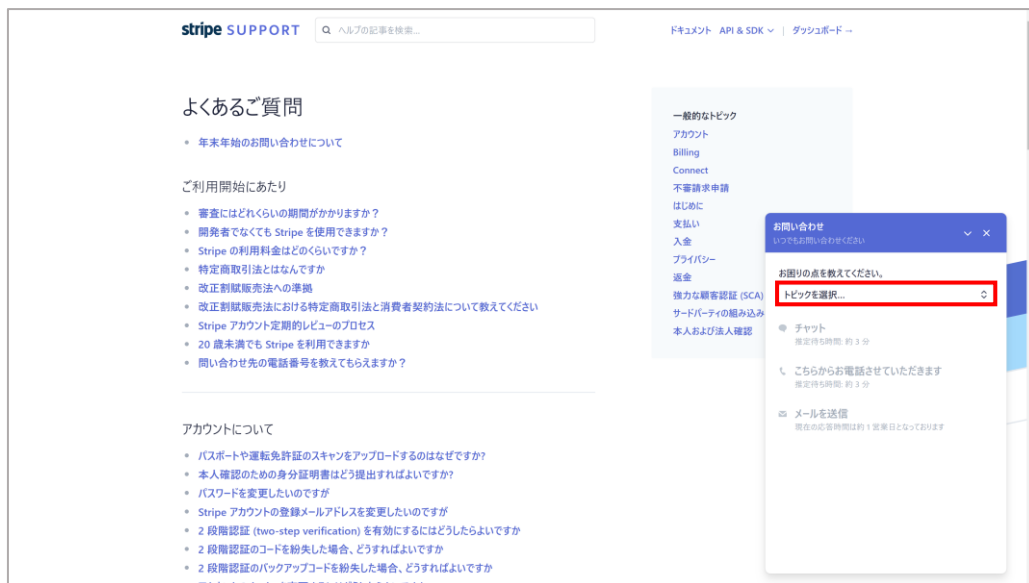 stripe SUPPORT
ヘルプの記事を検索...
ドキュメント API & SDK | ダッシュボード →
よくあるご質問
年末年始のお問い合わせについて
ご利用開始にあたり
審査にはどれくらいの期間がかかりますか？
開発者でなくても Stripe を使用できますか？
Stripe の利用料金はどのくらいですか？
特定商取引法とはなんですか
改正割賦販売法への準拠
改正割賦販売法における特定商取引法と消費者契約法について教えてください
Stripe アカウント定期的レビューのプロセス
20 歳未満でも Stripe を利用できますか
問い合わせ先の電話番号を教えてもらえますか？
アカウントについて
パスポートや運転免許証のスキャンをアップロードするのはなぜですか?
本人確認のための身分証明書はどう提出すればよいですか?
パスワードを変更したいのですが
Stripe アカウントの登録メールアドレスを変更したいのですが
2 段階認証 (two-step verification) を有効にするにはどうしたらよいですか
2 段階認証のコードを紛失した場合、どうすればよいですか
2 段階認証のバックアップコードを紛失した場合、どうすればよいですか
一般的なトピック
アカウント
Billing
Connect
不審請求申請
はじめに
支払い
入金
プライバシー
返金
強力な顧客認証 (SCA)
サードパーティの組み込み
本人および法人確認
お問い合わせ
いつでもお問い合わせください
お困りの点を教えてください。
トピックを選択...
チャット
推定待ち時間: 約 3 分
こちらからお電話させていただきます
推定待ち時間: 約 3 分
メールを送信
現在の応答時間は約 1 営業日となっております